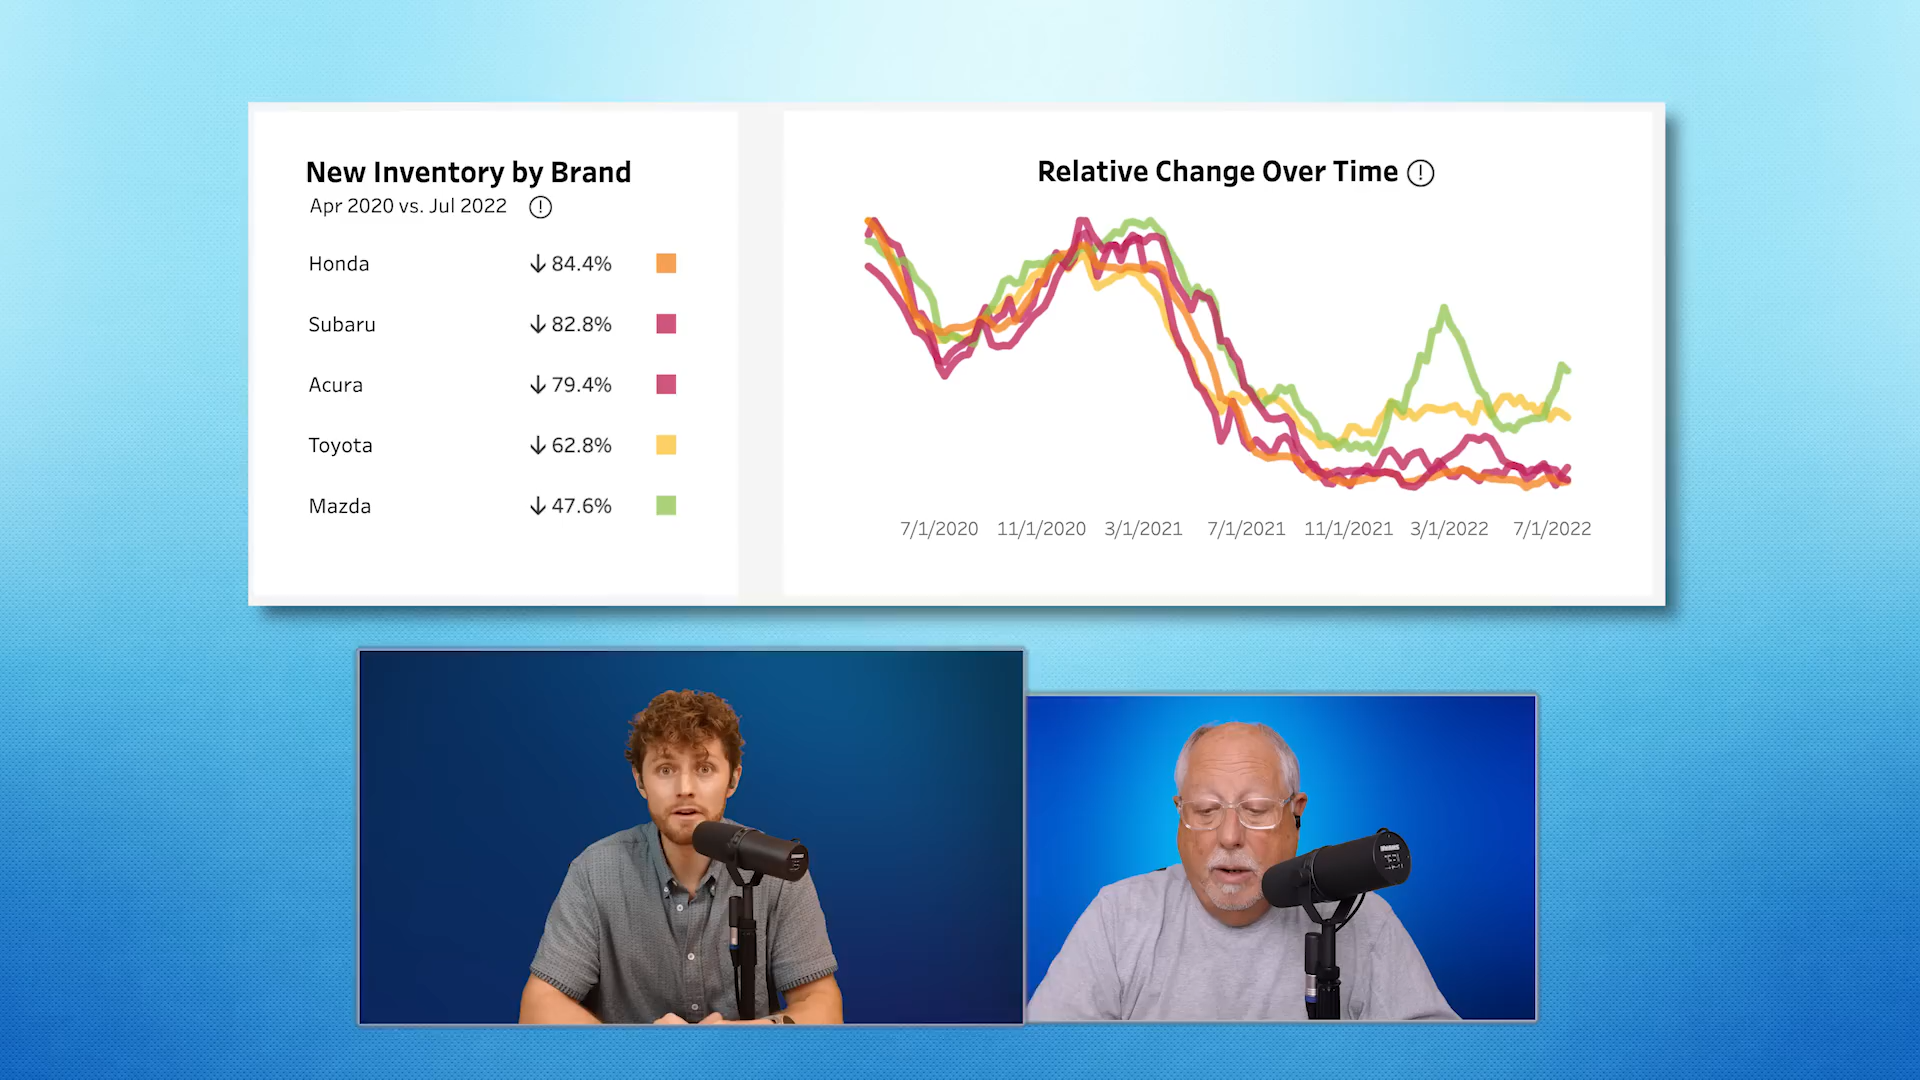 New Inventory by Brand
Apr 2020 vs. Jul 2022
Honda ↓ 84.4%
Subaru ↓ 82.8%
Acura ↓ 79.4%
Toyota ↓ 62.8%
Mazda ↓ 47.6%
Relative Change Over Time
7/1/2020 11/1/2020 3/1/2021 7/1/2021 11/1/2021 3/1/2022 7/1/2022